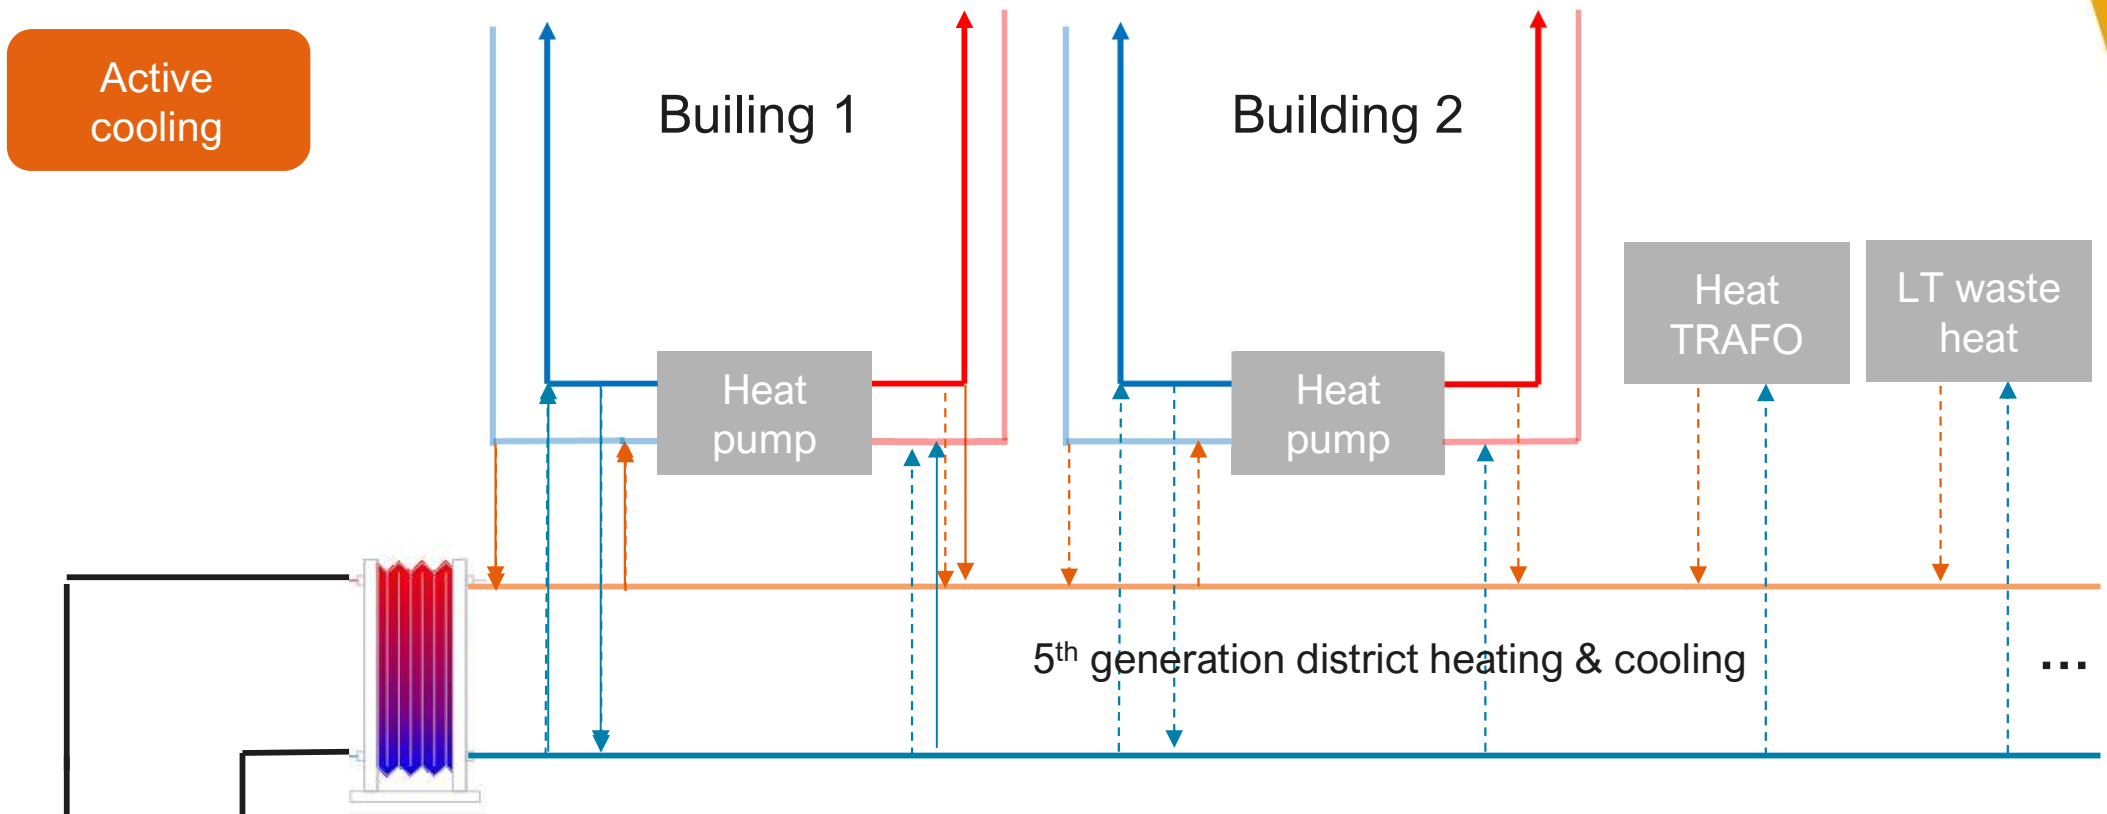 Active
cooling
Builing 1
Building 2
Heat
TRAFO
LT waste
heat
Heat
pump
Heat
pump
5th generation district heating & cooling
...